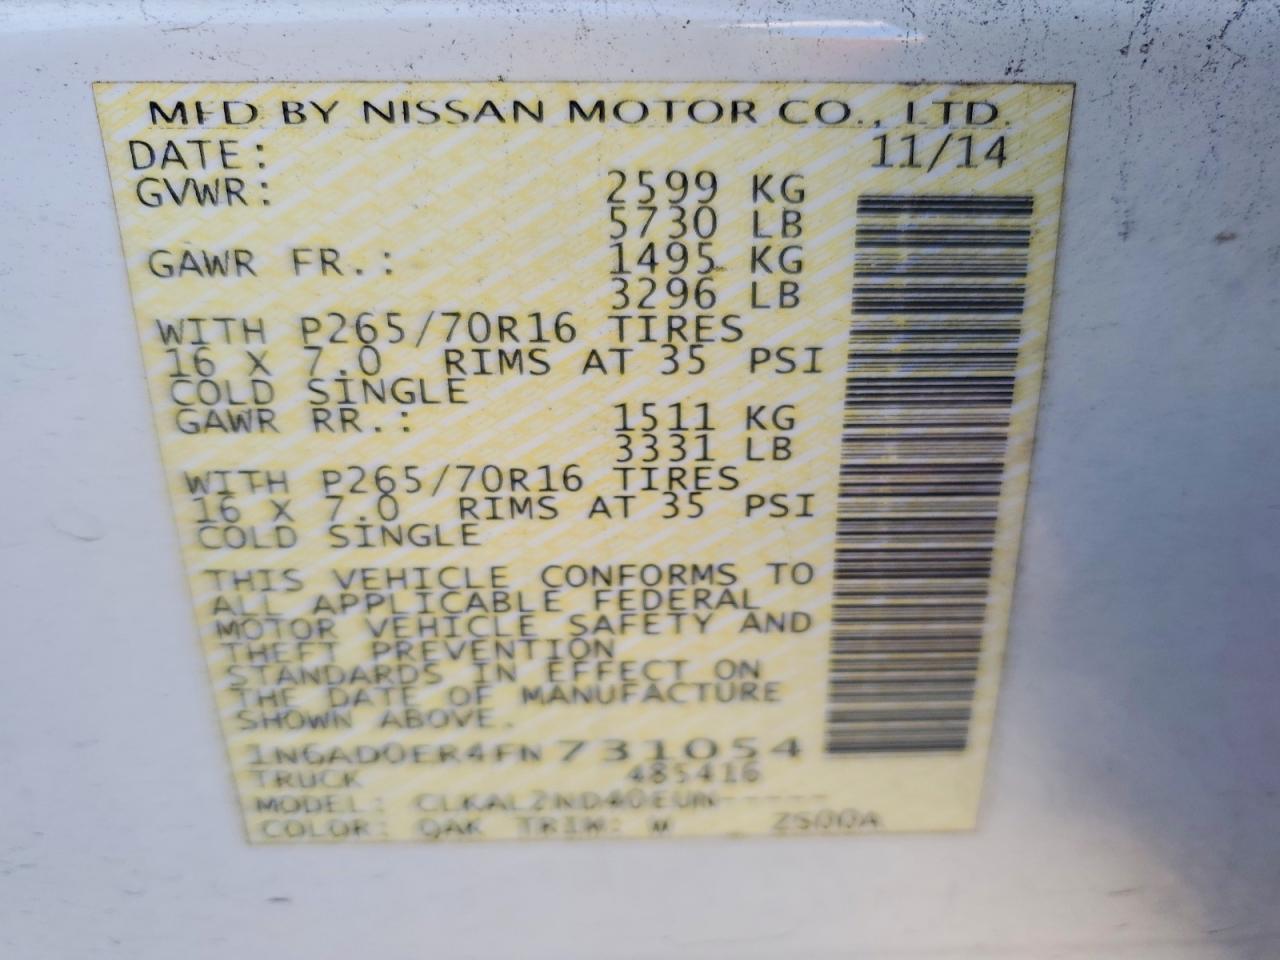 MFD BY NISSAN MOTOR CO., LTD.
DATE: 11/14
GVWR: 2599 KG
5730 LB
GAWR FR.: 1495 KG
3296 LB
WITH P265/70R16 TIRES
16 X 7.0 RIMS AT 35 PSI
COLD SINGLE
GAWR RR.: 1511 KG
3331 LB
WITH P265/70R16 TIRES
16 X 7.0 RIMS AT 35 PSI
COLD SINGLE
THIS VEHICLE CONFORMS TO
ALL APPLICABLE FEDERAL
MOTOR VEHICLE SAFETY AND
THEFT PREVENTION
STANDARDS IN EFFECT ON
THE DATE OF MANUFACTURE
SHOWN ABOVE.
1N6AD0ER4FN731054
TRUCK 485416
MODEL: CLKAL2ND40EUN-----
COLOR: QAK TRIM: W